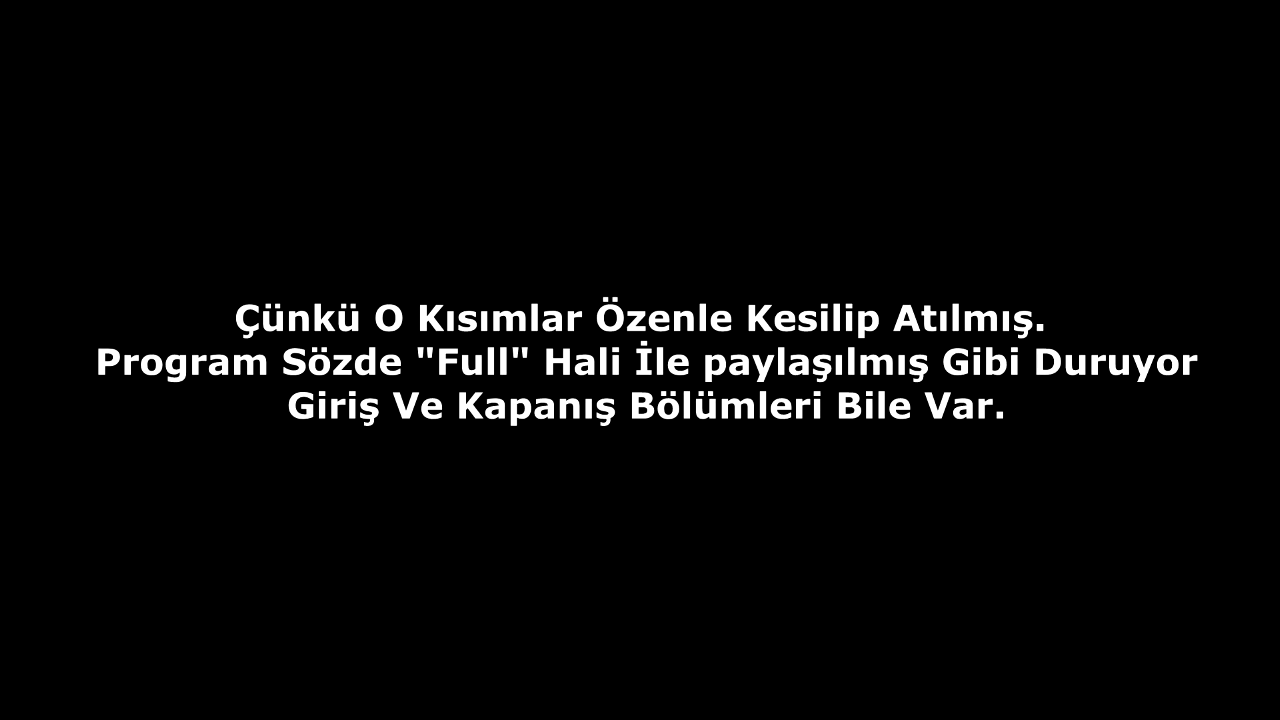 Çünkü O Kısımlar Özenle Kesilip Atılmış.
Program Sözde "Full" Hali İle paylaşılmış Gibi Duruyor
Giriş Ve Kapanış Bölümleri Bile Var.